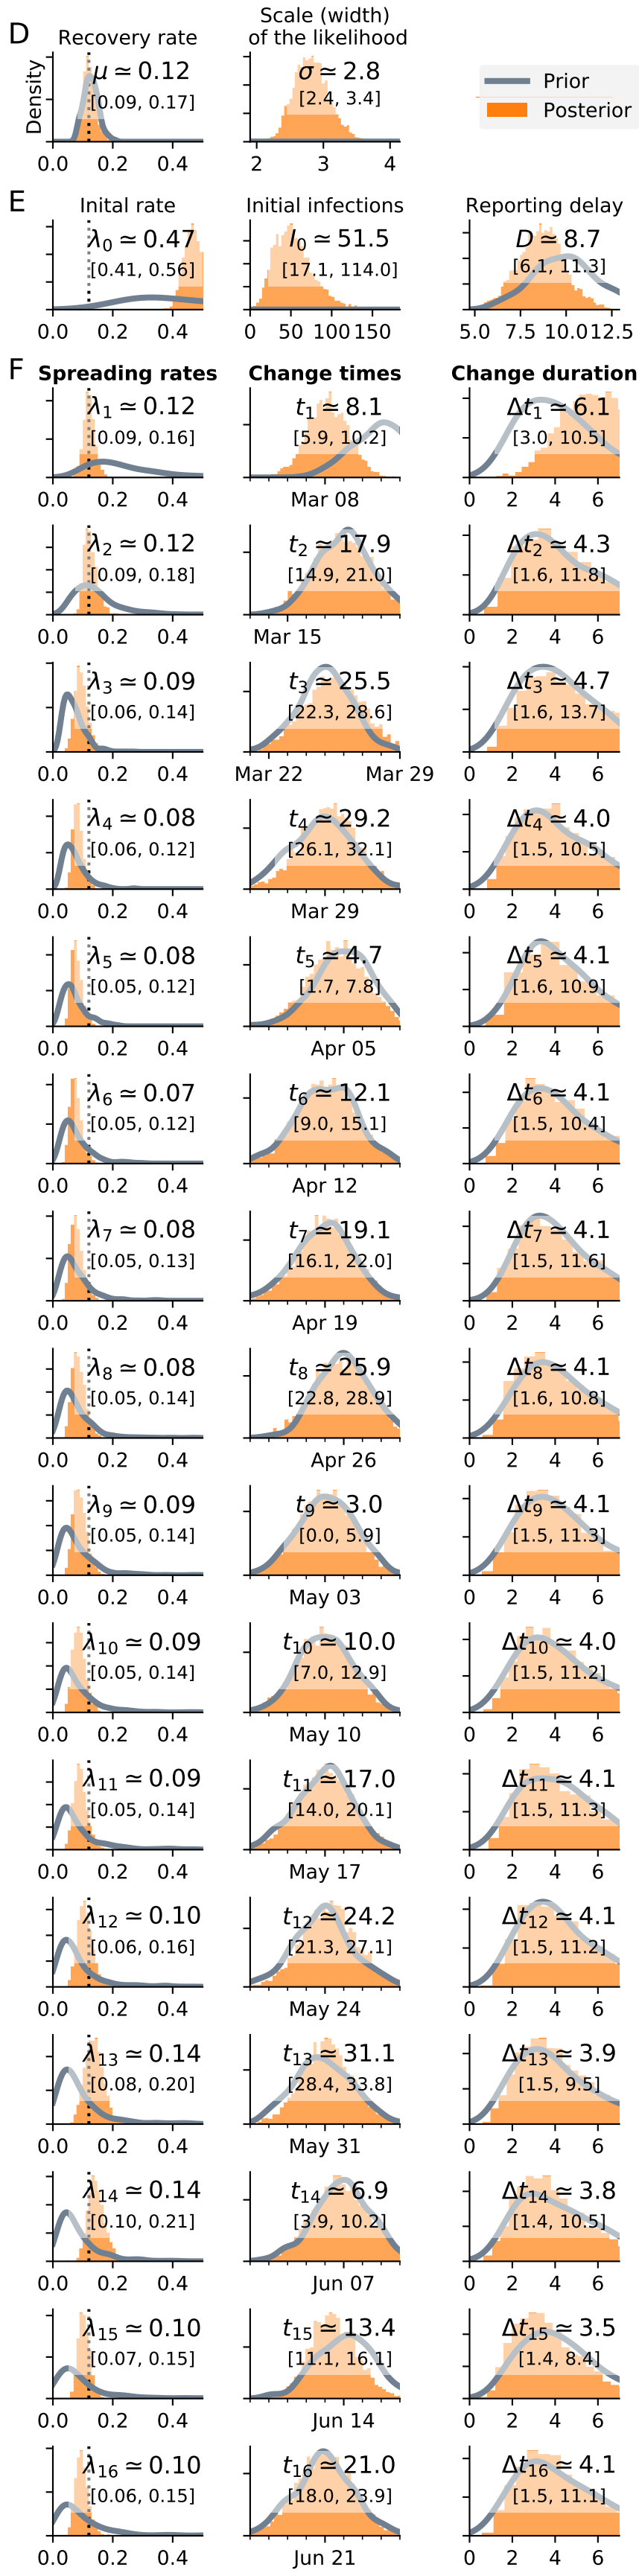 D
Recovery rate
Scale (width)
of the likelihood
Density
μ ≃ 0.12
[0.09, 0.17]
σ ≃ 2.8
[2.4, 3.4]
Prior
Posterior
0.0 0.2 0.4
2 3 4
E
Inital rate
Initial infections
Reporting delay
λ0 ≃ 0.47
[0.41, 0.56]
I0 ≃ 51.5
[17.1, 114.0]
D ≃ 8.7
[6.1, 11.3]
0.0 0.2 0.4
0 50 100 150
5.0 7.5 10.0 12.5
F
Spreading rates
Change times
Change duration
λ1 ≃ 0.12
[0.09, 0.16]
t1 ≃ 8.1
[5.9, 10.2]
Δt1 ≃ 6.1
[3.0, 10.5]
0.0 0.2 0.4
Mar 08
0 2 4 6
λ2 ≃ 0.12
[0.09, 0.18]
t2 ≃ 17.9
[14.9, 21.0]
Δt2 ≃ 4.3
[1.6, 11.8]
0.0 0.2 0.4
Mar 15
0 2 4 6
λ3 ≃ 0.09
[0.06, 0.14]
t3 ≃ 25.5
[22.3, 28.6]
Δt3 ≃ 4.7
[1.6, 13.7]
0.0 0.2 0.4
Mar 22 Mar 29
0 2 4 6
λ4 ≃ 0.08
[0.06, 0.12]
t4 ≃ 29.2
[26.1, 32.1]
Δt4 ≃ 4.0
[1.5, 10.5]
0.0 0.2 0.4
Mar 29
0 2 4 6
λ5 ≃ 0.08
[0.05, 0.12]
t5 ≃ 4.7
[1.7, 7.8]
Δt5 ≃ 4.1
[1.6, 10.9]
0.0 0.2 0.4
Apr 05
0 2 4 6
λ6 ≃ 0.07
[0.05, 0.12]
t6 ≃ 12.1
[9.0, 15.1]
Δt6 ≃ 4.1
[1.5, 10.4]
0.0 0.2 0.4
Apr 12
0 2 4 6
λ7 ≃ 0.08
[0.05, 0.13]
t7 ≃ 19.1
[16.1, 22.0]
Δt7 ≃ 4.1
[1.5, 11.6]
0.0 0.2 0.4
Apr 19
0 2 4 6
λ8 ≃ 0.08
[0.05, 0.14]
t8 ≃ 25.9
[22.8, 28.9]
Δt8 ≃ 4.1
[1.6, 10.8]
0.0 0.2 0.4
Apr 26
0 2 4 6
λ9 ≃ 0.09
[0.05, 0.14]
t9 ≃ 3.0
[0.0, 5.9]
Δt9 ≃ 4.1
[1.5, 11.3]
0.0 0.2 0.4
May 03
0 2 4 6
λ10 ≃ 0.09
[0.05, 0.14]
t10 ≃ 10.0
[7.0, 12.9]
Δt10 ≃ 4.0
[1.5, 11.2]
0.0 0.2 0.4
May 10
0 2 4 6
λ11 ≃ 0.09
[0.05, 0.14]
t11 ≃ 17.0
[14.0, 20.1]
Δt11 ≃ 4.1
[1.5, 11.3]
0.0 0.2 0.4
May 17
0 2 4 6
λ12 ≃ 0.10
[0.06, 0.16]
t12 ≃ 24.2
[21.3, 27.1]
Δt12 ≃ 4.1
[1.5, 11.2]
0.0 0.2 0.4
May 24
0 2 4 6
λ13 ≃ 0.14
[0.08, 0.20]
t13 ≃ 31.1
[28.4, 33.8]
Δt13 ≃ 3.9
[1.5, 9.5]
0.0 0.2 0.4
May 31
0 2 4 6
λ14 ≃ 0.14
[0.10, 0.21]
t14 ≃ 6.9
[3.9, 10.2]
Δt14 ≃ 3.8
[1.4, 10.5]
0.0 0.2 0.4
Jun 07
0 2 4 6
λ15 ≃ 0.10
[0.07, 0.15]
t15 ≃ 13.4
[11.1, 16.1]
Δt15 ≃ 3.5
[1.4, 8.4]
0.0 0.2 0.4
Jun 14
0 2 4 6
λ16 ≃ 0.10
[0.06, 0.15]
t16 ≃ 21.0
[18.0, 23.9]
Δt16 ≃ 4.1
[1.5, 11.1]
0.0 0.2 0.4
Jun 21
0 2 4 6